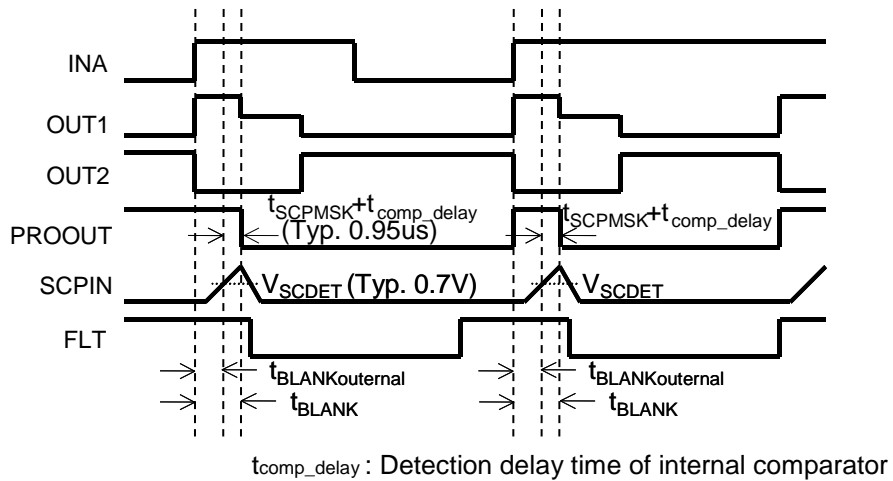 INA
OUT1
OUT2
tSCPMSK+tcomp_delay
(Typ. 0.95us)
tSCPMSK+tcomp_delay
PROOUT
SCPIN
VSCDET (Typ. 0.7V)
VSCDET
FLT
tBLANKouternal
tBLANKouternal
tBLANK
tBLANK
tcomp_delay : Detection delay time of internal comparator